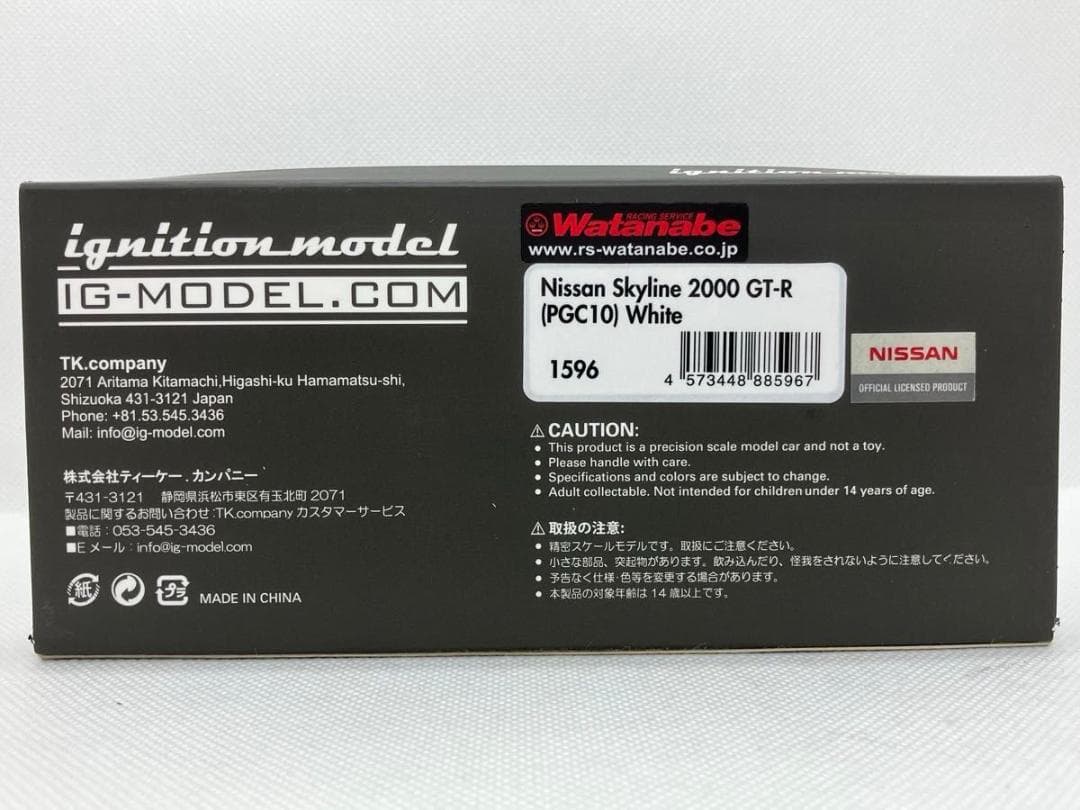 ignition model
ignition model
IG-MODEL.COM
TK.company
2071 Aritama Kitamachi,Higashi-ku Hamamatsu-shi,
Shizuoka 431-3121 Japan
Phone: +81.53.545.3436
Mail: info@ig-model.com
株式会社ティーケー.カンパニー
〒431-3121 静岡県浜松市東区有玉北町2071
製品に関するお問い合わせ:TK.company カスタマーサービス
■電話:053-545-3436
■Eメール:info@ig-model.com
紙
プラ
MADE IN CHINA
RACING SERVICE
Watanabe
www.rs-watanabe.co.jp
Nissan Skyline 2000 GT-R
(PGC10) White
1596
4 573448 885967
NISSAN
OFFICIAL LICENSED PRODUCT
⚠CAUTION:
● This product is a precision scale model car and not a toy.
● Please handle with care.
● Specifications and colors are subject to change.
● Adult collectable. Not intended for children under 14 years of age.
⚠取扱の注意:
● 精密スケールモデルです。取扱にご注意ください。
● 小さな部品、突起物があります。飲み込んだり、怪我をされないように注意してください。
● 予告なく仕様・色等を変更する場合があります。
● 本製品の対象年齢は14歳以上です。